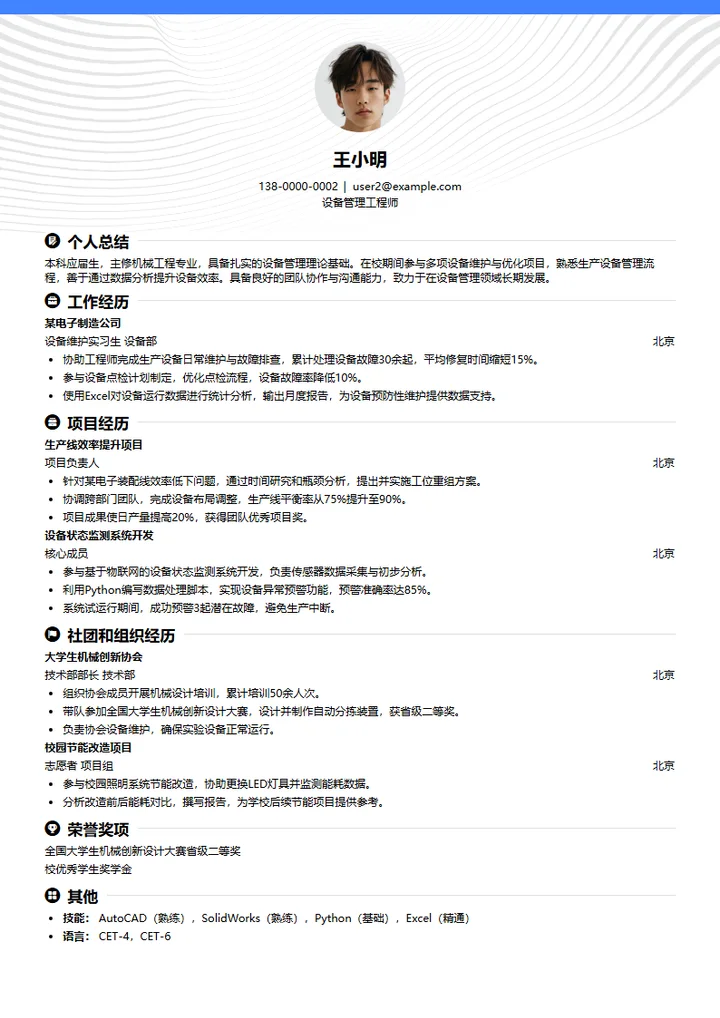 王小明
138-0000-0002 | user2@example.com
设备管理工程师
个人总结
本科应届生，主修机械工程专业，具备扎实的设备管理理论基础。在校期间参与多项设备维护与优化项目，熟悉生产设备管理流
程，善于通过数据分析提升设备效率。具备良好的团队协作与沟通能力，致力于在设备管理领域长期发展。
工作经历
某电子制造公司
设备维护实习生 设备部 北京
• 协助工程师完成生产设备日常维护与故障排查，累计处理设备故障30余起，平均修复时间缩短15%。
• 参与设备点检计划制定，优化点检流程，设备故障率降低10%。
• 使用Excel对设备运行数据进行统计分析，输出月度报告，为设备预防性维护提供数据支持。
项目经历
生产线效率提升项目
项目负责人 北京
• 针对某电子装配线效率低下问题，通过时间研究和瓶颈分析，提出并实施工位重组方案。
• 协调跨部门团队，完成设备布局调整，生产线平衡率从75%提升至90%。
• 项目成果使日产量提高20%，获得团队优秀项目奖。
设备状态监测系统开发
核心成员 北京
• 参与基于物联网的设备状态监测系统开发，负责传感器数据采集与初步分析。
• 利用Python编写数据处理脚本，实现设备异常预警功能，预警准确率达85%。
• 系统试运行期间，成功预警3起潜在故障，避免生产中断。
社团和组织经历
大学生机械创新协会
技术部部长 技术部 北京
• 组织协会成员开展机械设计培训，累计培训50余人次。
• 带队参加全国大学生机械创新设计大赛，设计并制作自动分拣装置，获省级二等奖。
• 负责协会设备维护，确保实验设备正常运行。
校园节能改造项目
志愿者 项目组 北京
• 参与校园照明系统节能改造，协助更换LED灯具并监测能耗数据。
• 分析改造前后能耗对比，撰写报告，为学校后续节能项目提供参考。
荣誉奖项
全国大学生机械创新设计大赛省级二等奖
校优秀学生奖学金
其他
• 技能： AutoCAD（熟练）, SolidWorks（熟练）, Python（基础）, Excel（精通）
• 语言： CET-4，CET-6